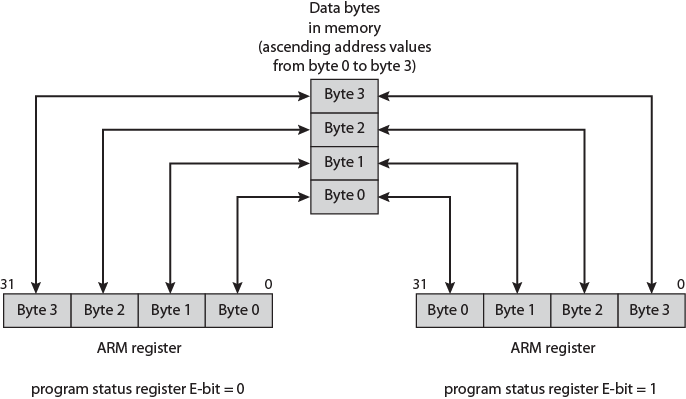 Data bytes
in memory
(ascending address values
from byte 0 to byte 3)
Byte 3
Byte 2
Byte 1
Byte 0
31 0
Byte 3 Byte 2 Byte 1 Byte 0
ARM register
program status register E-bit = 0
31 0
Byte 0 Byte 1 Byte 2 Byte 3
ARM register
program status register E-bit = 1